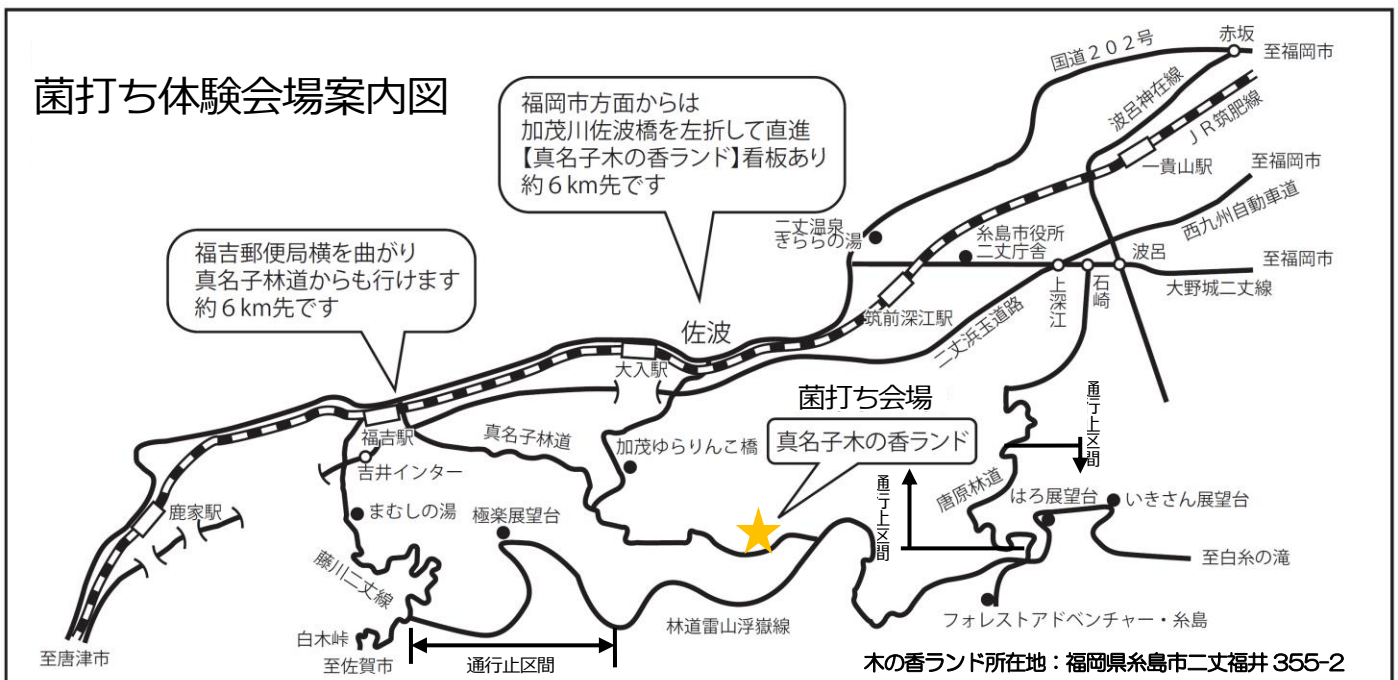 菌打ち体験会場案内図
福岡市方面からは
加茂川佐波橋を左折して直進
【真名子木の香ランド】看板あり
約6km先です
福吉郵便局横を曲がり
真名子林道からも行けます
約6km先です
国道202号
赤坂
至福岡市
波呂神在線
JR筑肥線
一貴山駅
至福岡市
西九州自動車道
二丈温泉
きららの湯
糸島市役所
二丈庁舎
波呂
至福岡市
上深江
石崎
大野城二丈線
筑前深江駅
二丈浜玉道路
佐波
大入駅
菌打ち会場
真名子木の香ランド
通行止区間
福吉駅
真名子林道
加茂ゆらりんこ橋
吉井インター
通行止区間
唐原林道
はろ展望台
いきさん展望台
鹿家駅
まむしの湯
極楽展望台
至白糸の滝
藤川二丈線
フォレストアドベンチャー・糸島
林道雷山浮嶽線
白木峠
至唐津市
至佐賀市
通行止区間
木の香ランド所在地：福岡県糸島市二丈福井 355-2